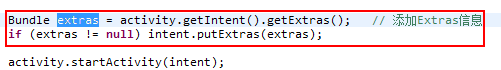 Bundle extras = activity.getIntent().getExtras();   // 添加Extras信息
if (extras != null) intent.putExtras(extras);
activity.startActivity(intent);